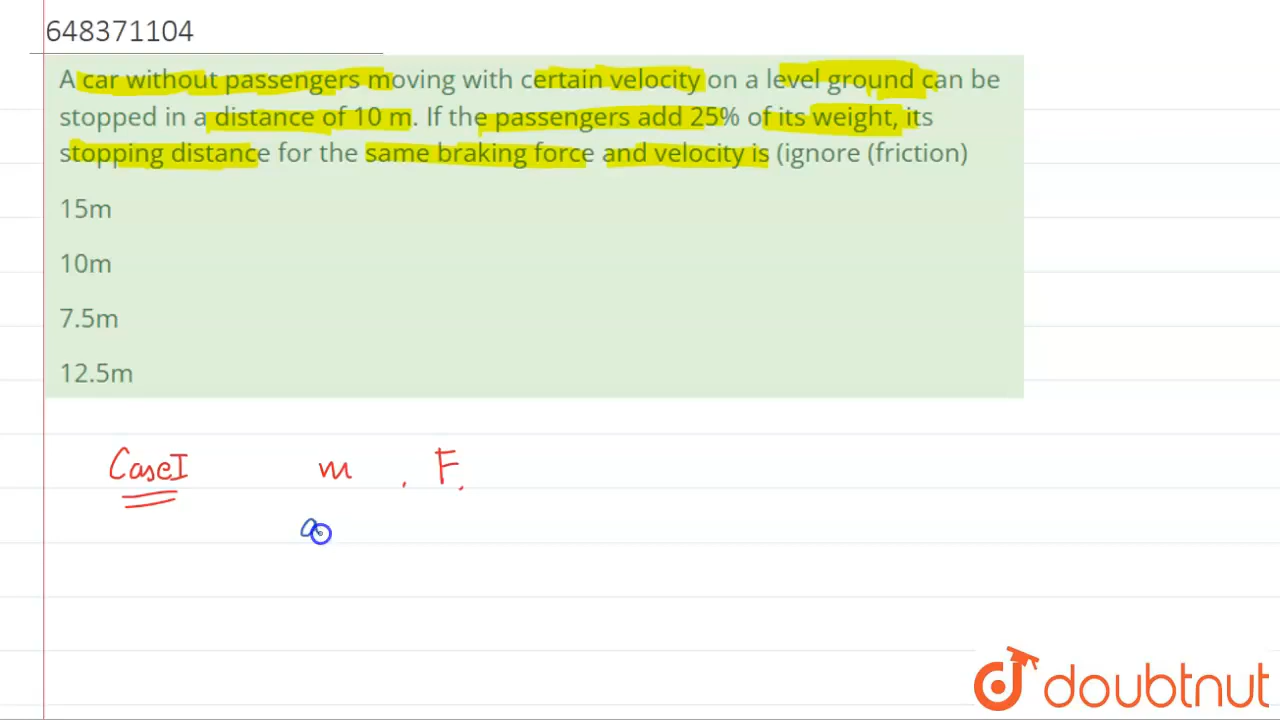 648371104
A car without passengers moving with certain velocity on a level ground can be
stopped in a distance of 10 m. If the passengers add 25% of its weight, its
stopping distance for the same braking force and velocity is (ignore (friction)
15m
10m
7.5m
12.5m
Case I m , F.
a
doubtnut